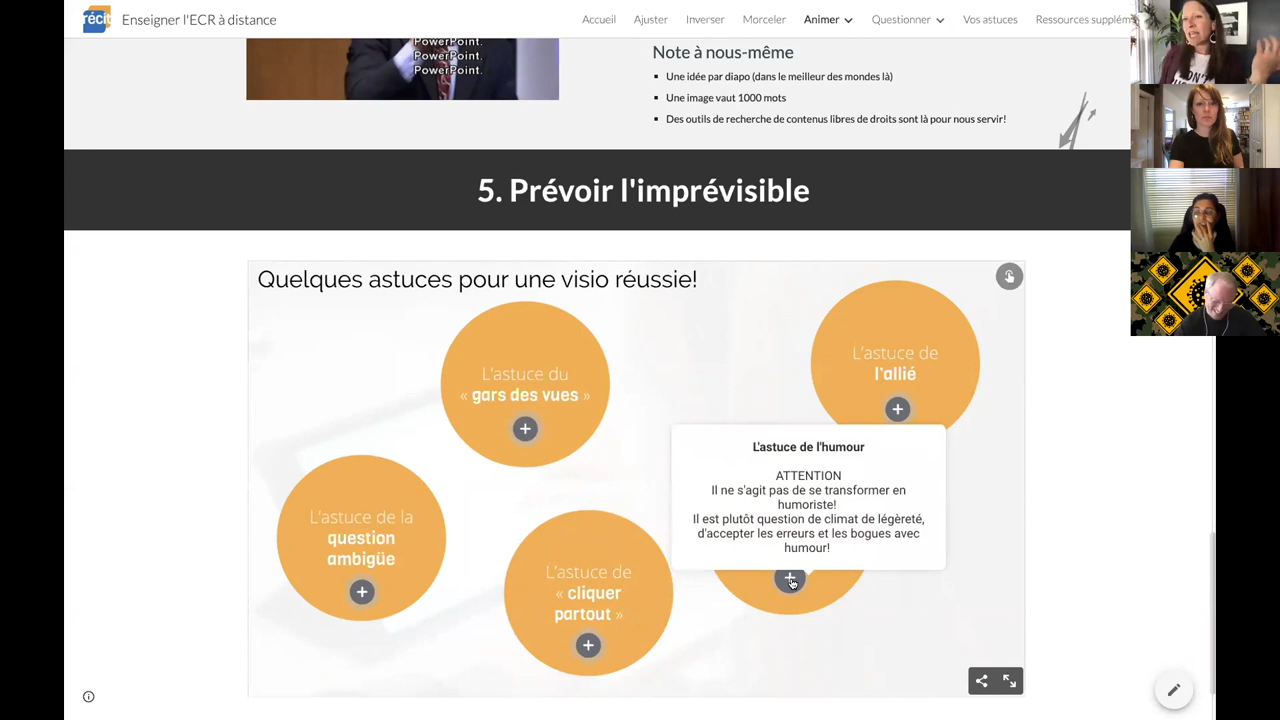 récit
Enseigner l'ECR à distance
Accueil
Ajuster
Inverser
Morceler
Animer
Questionner
Vos astuces
Ressources supplém
PowerPoint.
PowerPoint.
PowerPoint.
Note à nous-même
Une idée par diapo (dans le meilleur des mondes là)
Une image vaut 1000 mots
Des outils de recherche de contenus libres de droits sont là pour nous servir!
5. Prévoir l'imprévisible
Quelques astuces pour une visio réussie!
L'astuce du
« gars des vues »
L'astuce de
l'allié
L'astuce de l'humour
ATTENTION
Il ne s'agit pas de se transformer en
humoriste!
Il est plutôt question de climat de légèreté,
d'accepter les erreurs et les bogues avec
humour!
L'astuce de la
question
ambigüe
L'astuce de
« cliquer
partout »